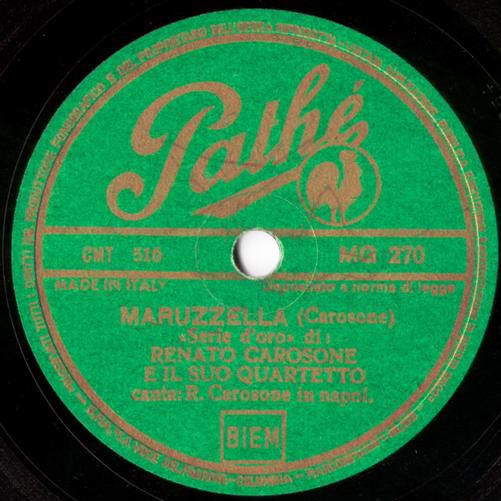 Pathé
CMT 516
MG 270
MADE IN ITALY
Depositato a norma di legge
MARUZZELLA (Carosone)
«Serie d'oro» di:
RENATO CAROSONE
E IL SUO QUARTETTO
canta: R. Carosone in napol.
BIEM